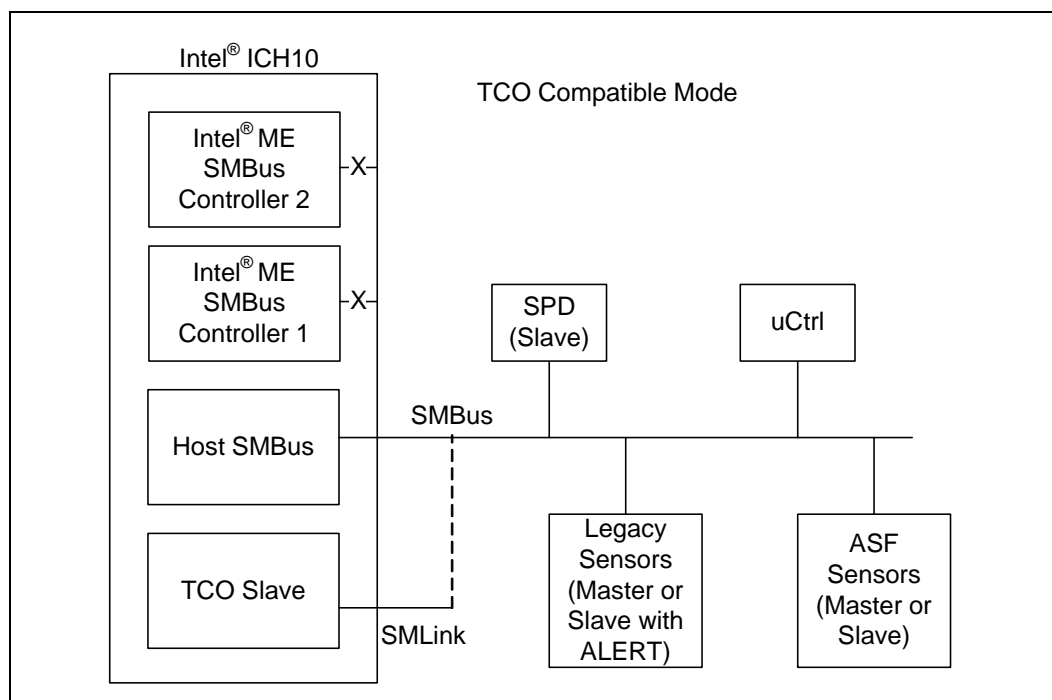 Intel® ICH10
TCO Compatible Mode
Intel® ME
SMBus
Controller 2
X
Intel® ME
SMBus
Controller 1
X
SPD
(Slave)
uCtrl
SMBus
Host SMBus
Legacy
Sensors
(Master or
Slave with
ALERT)
ASF
Sensors
(Master or
Slave)
TCO Slave
SMLink